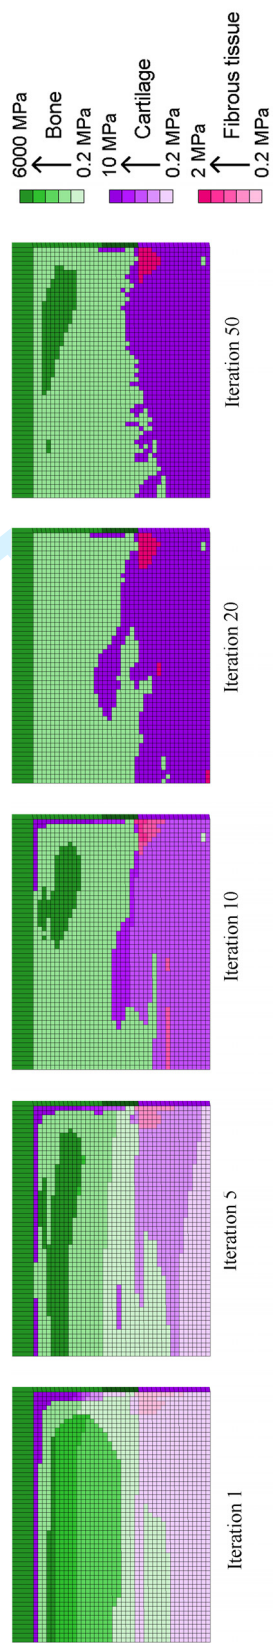 Iteration 1
Iteration 5
Iteration 10
Iteration 20
Iteration 50
6000 MPa
Bone
0.2 MPa
10 MPa
Cartilage
0.2 MPa
2 MPa
Fibrous tissue
0.2 MPa